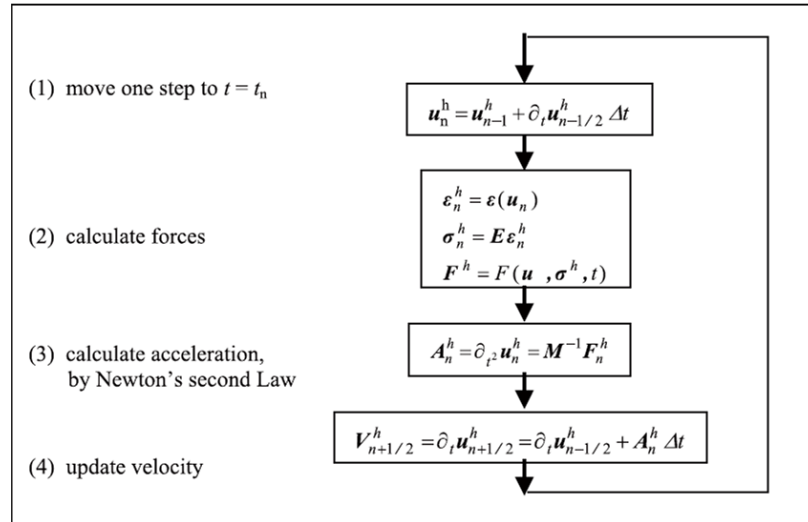 (1) move one step to t = tₙ
𝒖ₙʰ = 𝒖ₙ₋₁ʰ + ∂ₜ𝒖ₙ₋₁/₂ʰ Δt
𝜺ₙʰ = 𝜺(𝒖ₙ)
(2) calculate forces
𝝈ₙʰ = 𝑬𝜺ₙʰ
𝑭ʰ = F(𝒖 ,𝝈ʰ,t)
(3) calculate acceleration,
by Newton's second Law
𝑨ₙʰ = ∂ₜ²𝒖ₙʰ = 𝑴⁻¹𝑭ₙʰ
𝑽ₙ₊₁/₂ʰ = ∂ₜ𝒖ₙ₊₁/₂ʰ = ∂ₜ𝒖ₙ₋₁/₂ʰ + 𝑨ₙʰ Δt
(4) update velocity